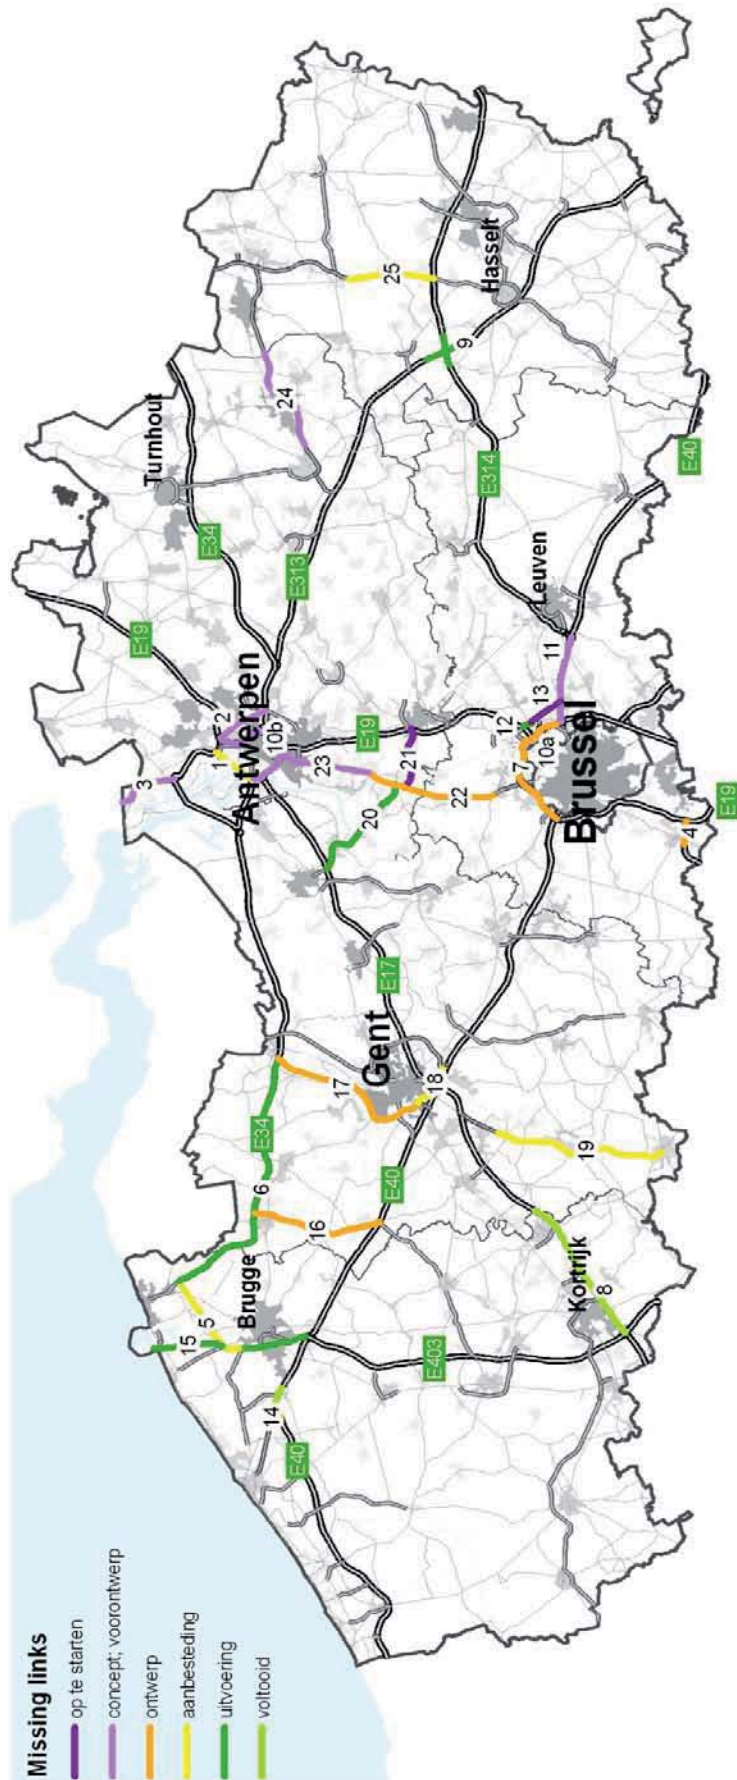 Missing links
op te starten
concept; voorontwerp
ontwerp
aanbesteding
uitvoering
voltooid
E40
14
15
5
Brugge
6
E34
16
E40
E403
Kortrijk
8
17
Gent
18
19
E17
20
3
1
2
Antwerpen
10b
23
E19
21
22
E19
E34
Turnhout
E313
24
25
9
Hasselt
E314
Leuven
11
13
12
7
10a
Brussel
4
E19
E40